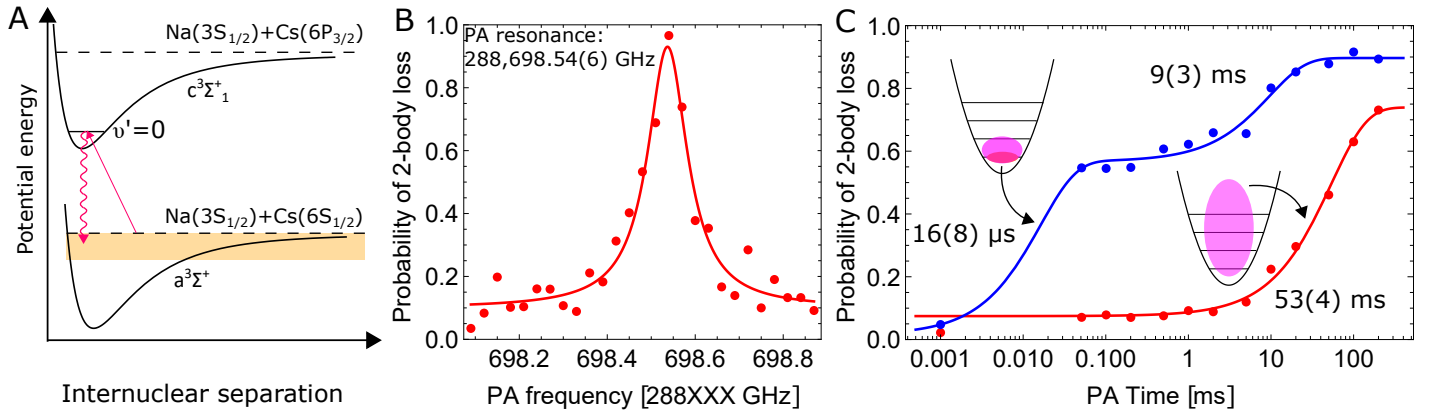 A
Potential energy
Na(3S1/2)+Cs(6P3/2)
c³Σ⁺₁
υ'=0
Na(3S1/2)+Cs(6S1/2)
a³Σ⁺
Internuclear separation
B
Probability of 2-body loss
1.0
0.8
0.6
0.4
0.2
0.0
PA resonance:
288,698.54(6) GHz
698.2 698.4 698.6 698.8
PA frequency [288XXX GHz]
C
Probability of 2-body loss
1.0
0.8
0.6
0.4
0.2
0.0
9(3) ms
16(8) µs
53(4) ms
0.001 0.010 0.100 1 10 100
PA Time [ms]